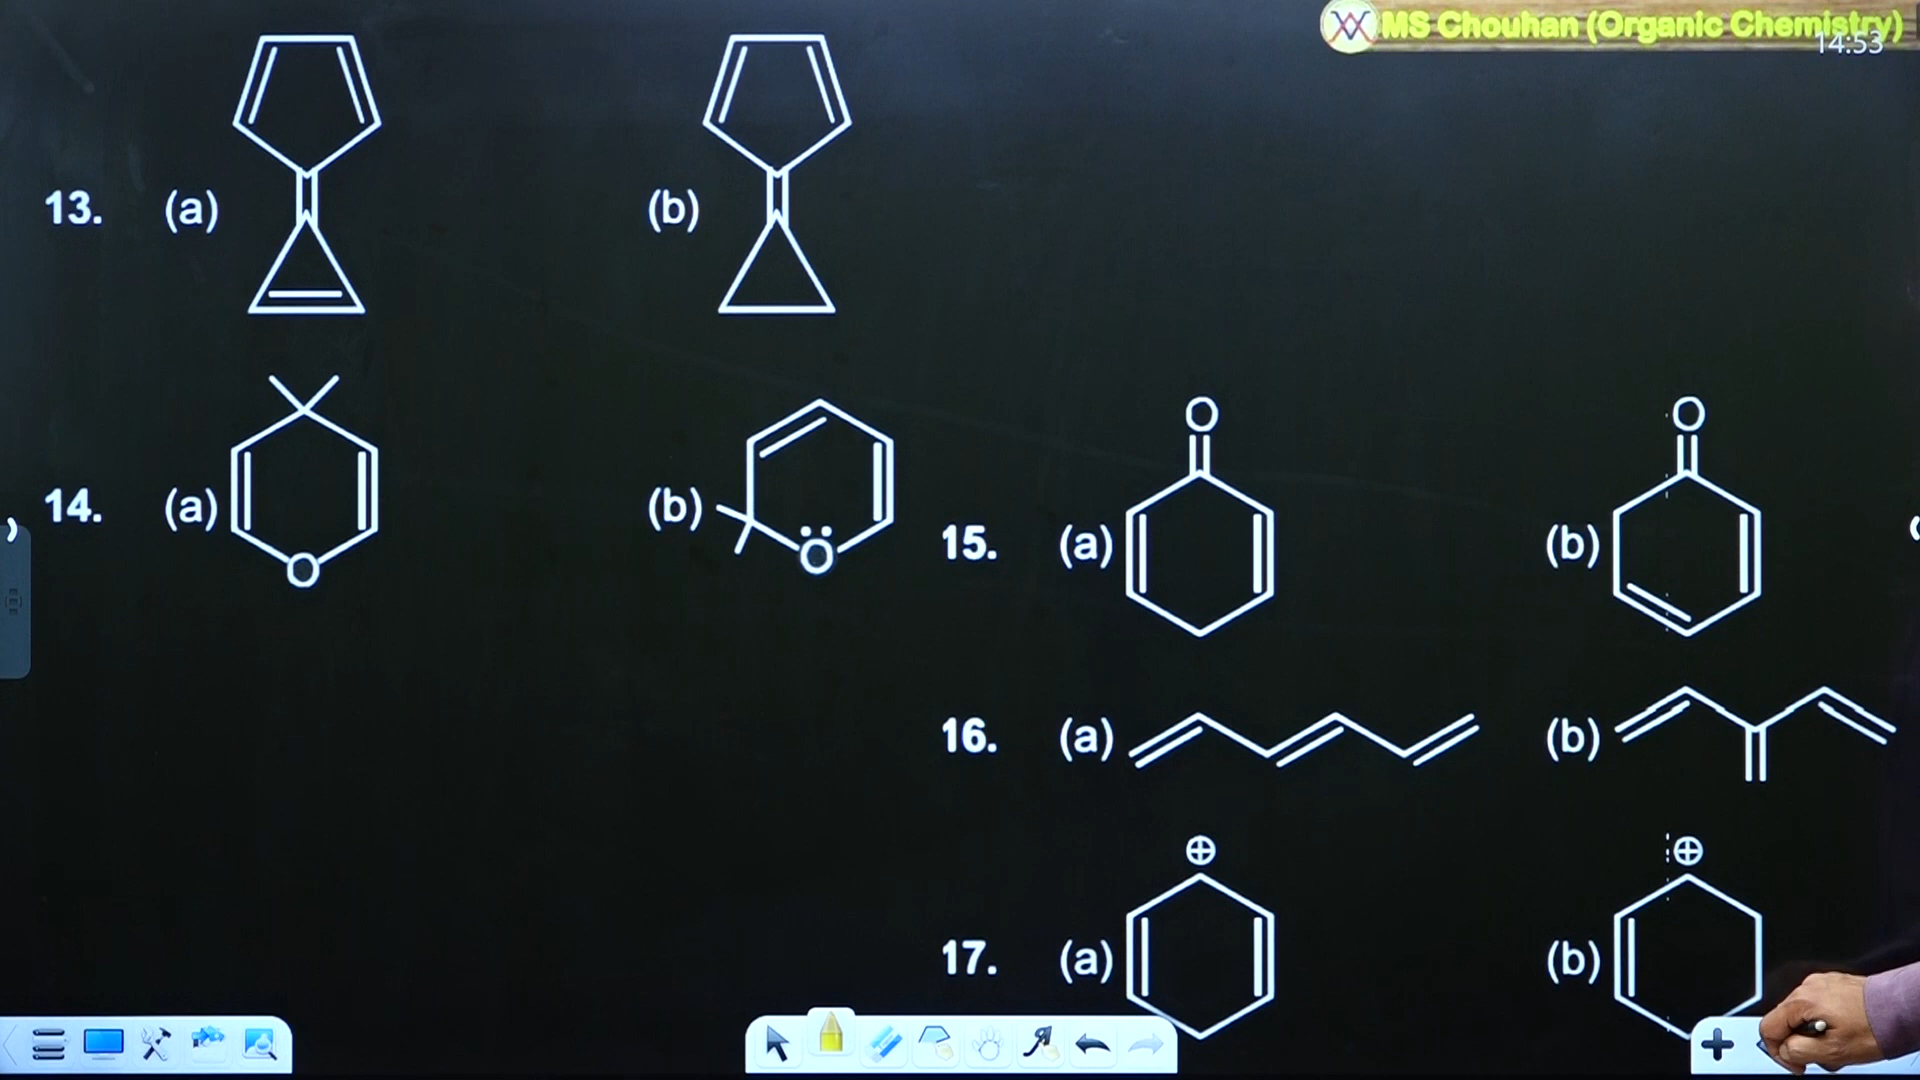 MS Chouhan (Organic Chemistry)
14:53
13. (a) (b)
14. (a) O (b) O
15. (a) O (b) O
16. (a) (b)
17. (a) ⊕ (b) ⊕